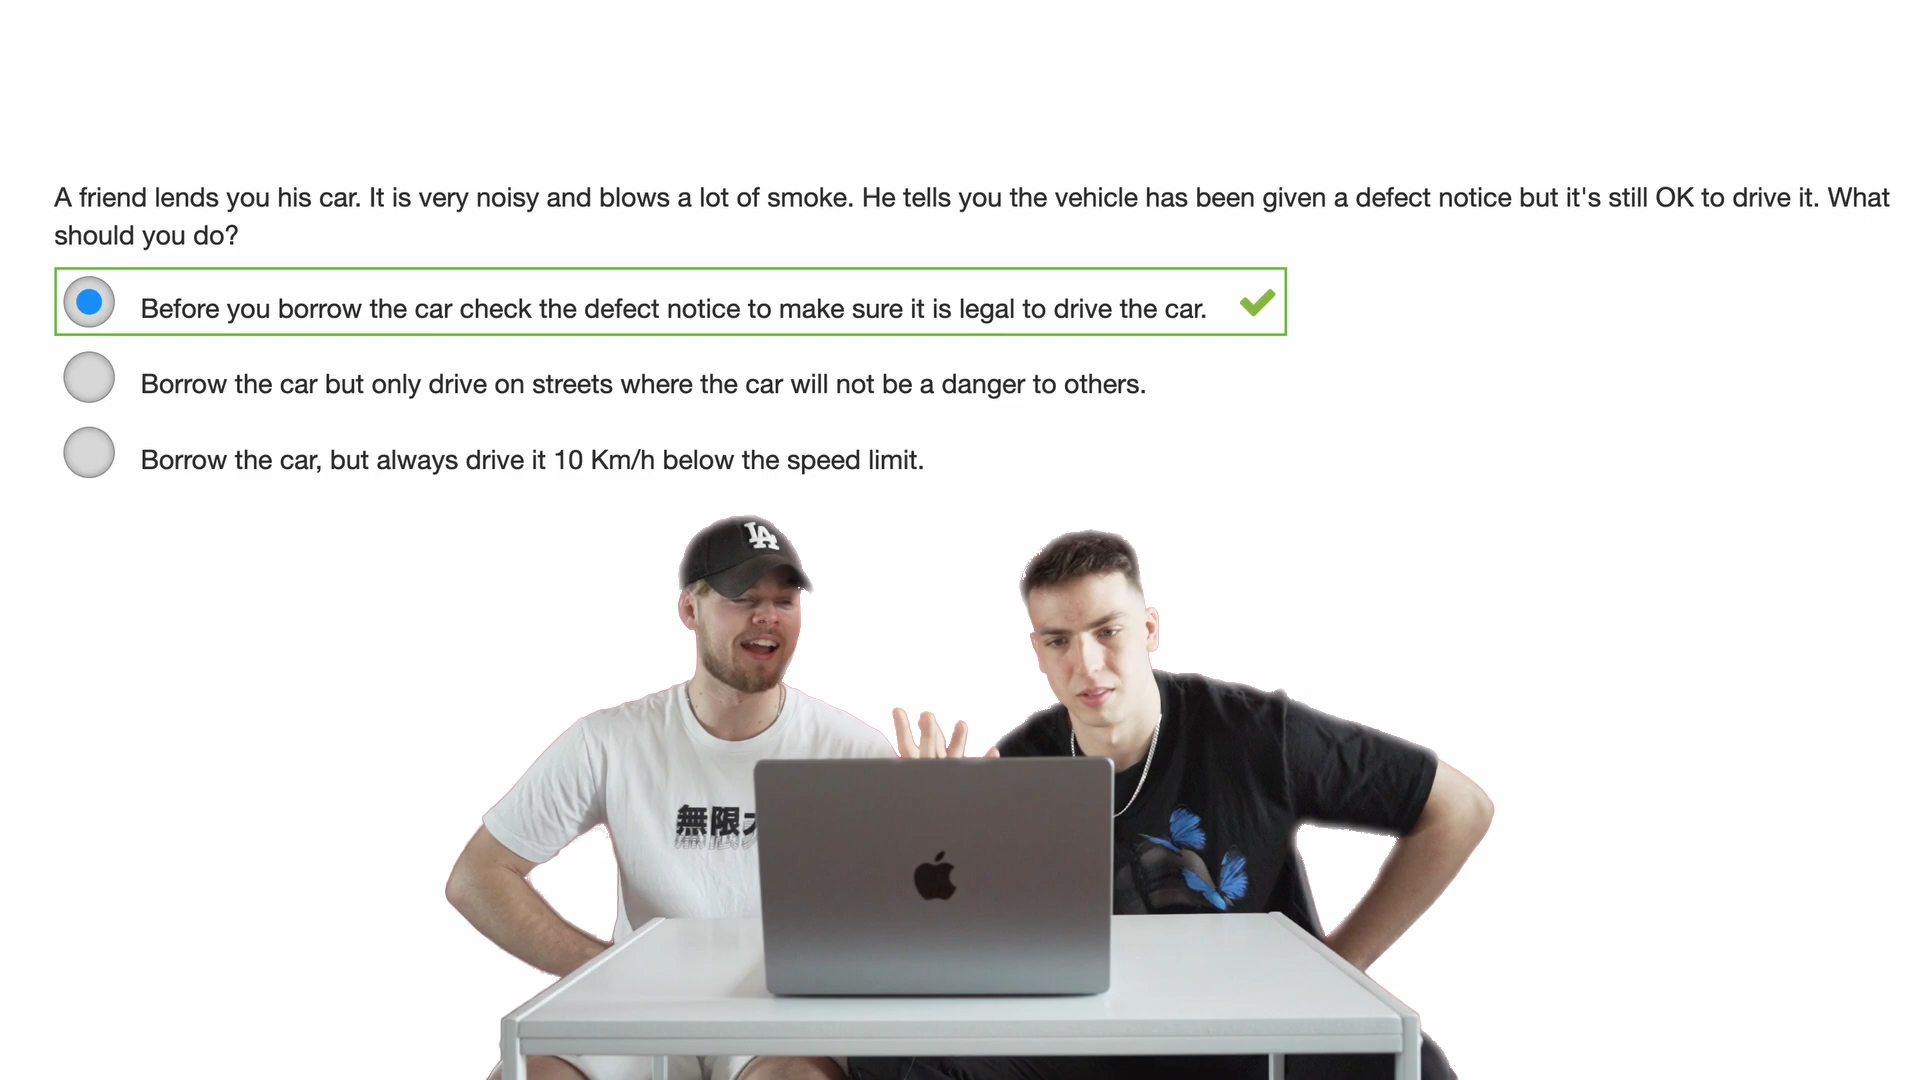 A friend lends you his car. It is very noisy and blows a lot of smoke. He tells you the vehicle has been given a defect notice but it's still OK to drive it. What
should you do?
Before you borrow the car check the defect notice to make sure it is legal to drive the car.
Borrow the car but only drive on streets where the car will not be a danger to others.
Borrow the car, but always drive it 10 Km/h below the speed limit.
LA
無限大